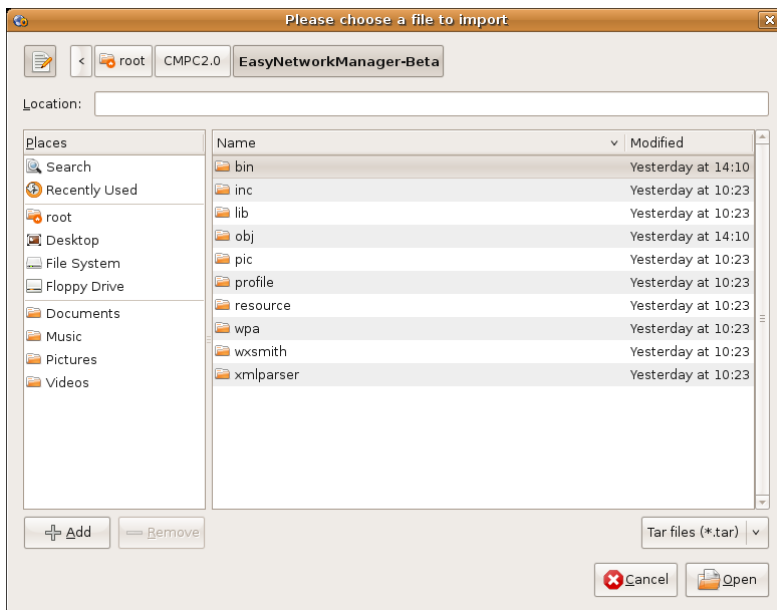 Please choose a file to import
< root CMPC2.0 EasyNetworkManager-Beta
Location:
Places
Search
Recently Used
root
Desktop
File System
Floppy Drive
Documents
Music
Pictures
Videos
Name Modified
bin Yesterday at 14:10
inc Yesterday at 10:23
lib Yesterday at 10:23
obj Yesterday at 14:10
pic Yesterday at 10:23
profile Yesterday at 10:23
resource Yesterday at 10:23
wpa Yesterday at 10:23
wxsmith Yesterday at 10:23
xmlparser Yesterday at 10:23
Add Remove
Tar files (*.tar)
Cancel Open